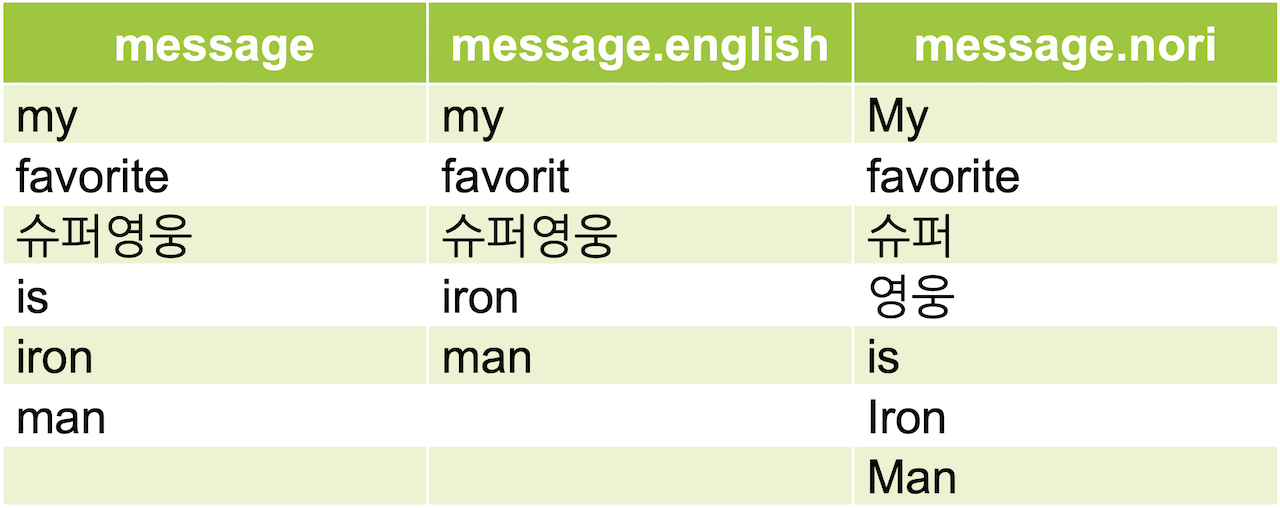 message message.english message.nori
my my My
favorite favorit favorite
슈퍼영웅 슈퍼영웅 슈퍼
is iron 영웅
iron man is
man Iron
Man